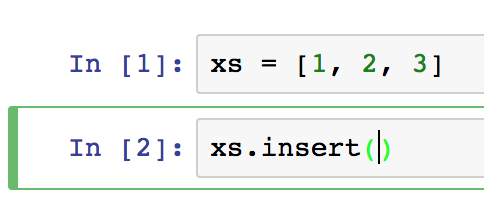 In [1]: xs = [1, 2, 3]
In [2]: xs.insert()